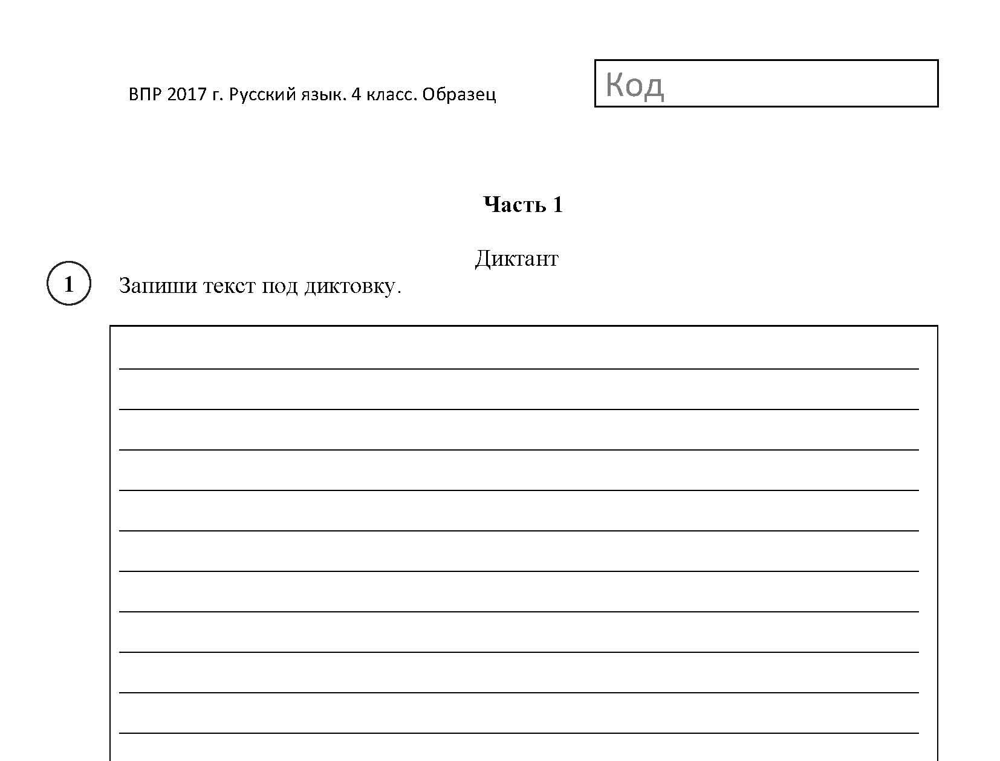 ВПР 2017 г. Русский язык. 4 класс. Образец
Код
Часть 1
Диктант
1 Запиши текст под диктовку.